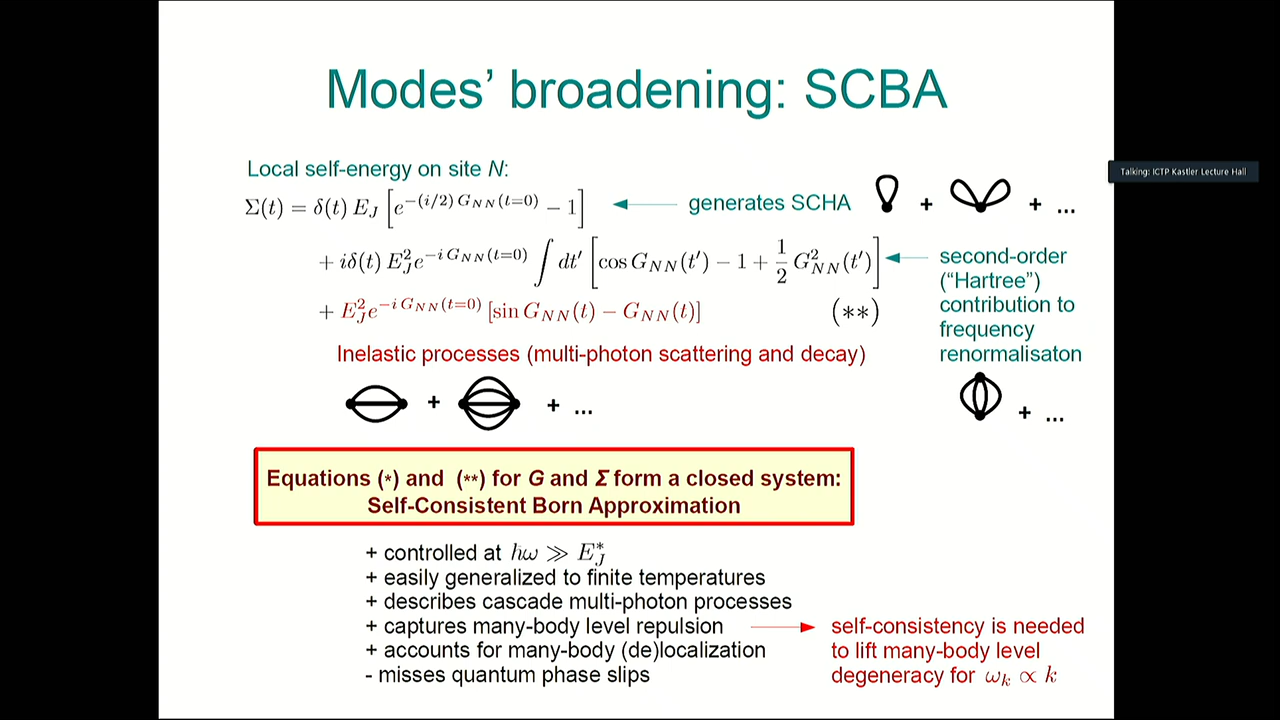 Modes' broadening: SCBA
Talking: ICTP Kastler Lecture Hall
Local self-energy on site N:
Σ(t) = δ(t) E_J [e^{-(i/2) G_{NN}(t=0)} − 1]
generates SCHA
+ + ...
+ iδ(t) E_J^2 e^{-i G_{NN}(t=0)} ∫ dt' [cos G_{NN}(t') − 1 + 1/2 G_{NN}^2(t')]
second-order
("Hartree")
contribution to
frequency
renormalisaton
+ E_J^2 e^{-i G_{NN}(t=0)} [sin G_{NN}(t) − G_{NN}(t)] (**)
Inelastic processes (multi-photon scattering and decay)
+ + ...
+ ...
Equations (*) and (**) for G and Σ form a closed system:
Self-Consistent Born Approximation
+ controlled at ħω ≫ E_J^*
+ easily generalized to finite temperatures
+ describes cascade multi-photon processes
+ captures many-body level repulsion
+ accounts for many-body (de)localization
- misses quantum phase slips
self-consistency is needed
to lift many-body level
degeneracy for ω_k ∝ k